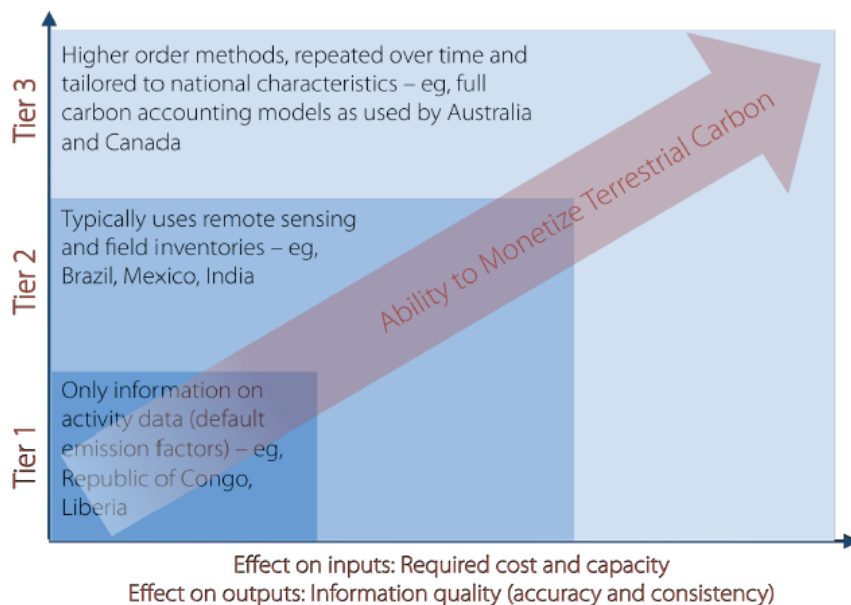 Tier 3
Higher order methods, repeated over time and
tailored to national characteristics – eg, full
carbon accounting models as used by Australia
and Canada
Tier 2
Typically uses remote sensing
and field inventories – eg,
Brazil, Mexico, India
Tier 1
Only information on
activity data (default
emission factors) – eg,
Republic of Congo,
Liberia
Ability to Monetize Terrestrial Carbon
Effect on inputs: Required cost and capacity
Effect on outputs: Information quality (accuracy and consistency)